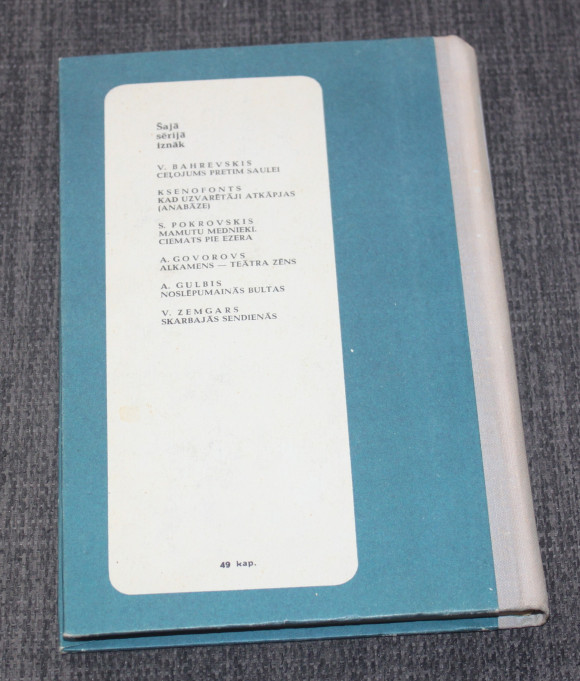 Šajā
sērijā
iznāk
V. BAHREVSKIS
CEĻOJUMS PRETIM SAULEI
KSENOFONTS
KAD UZVARĒTĀJI ATKĀPJAS
(ANABĀZE)
S. POKROVSKIS
MAMUTU MEDNIEKI.
CIEMATS PIE EZERA
A. GOVOROVS
ALKAMENS — TEĀTRA ZĒNS
A. GULBIS
NOSLĒPUMAINĀS BULTAS
V. ZEMGARS
SKARBAJĀS SENDIENĀS
49 kap.